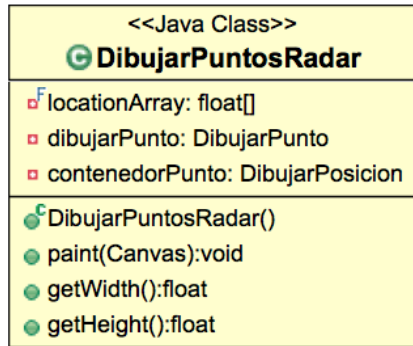 <<Java Class>>
C DibujarPuntosRadar
F locationArray: float[]
dibujarPunto: DibujarPunto
contenedorPunto: DibujarPosicion
C DibujarPuntosRadar()
paint(Canvas):void
getWidth():float
getHeight():float